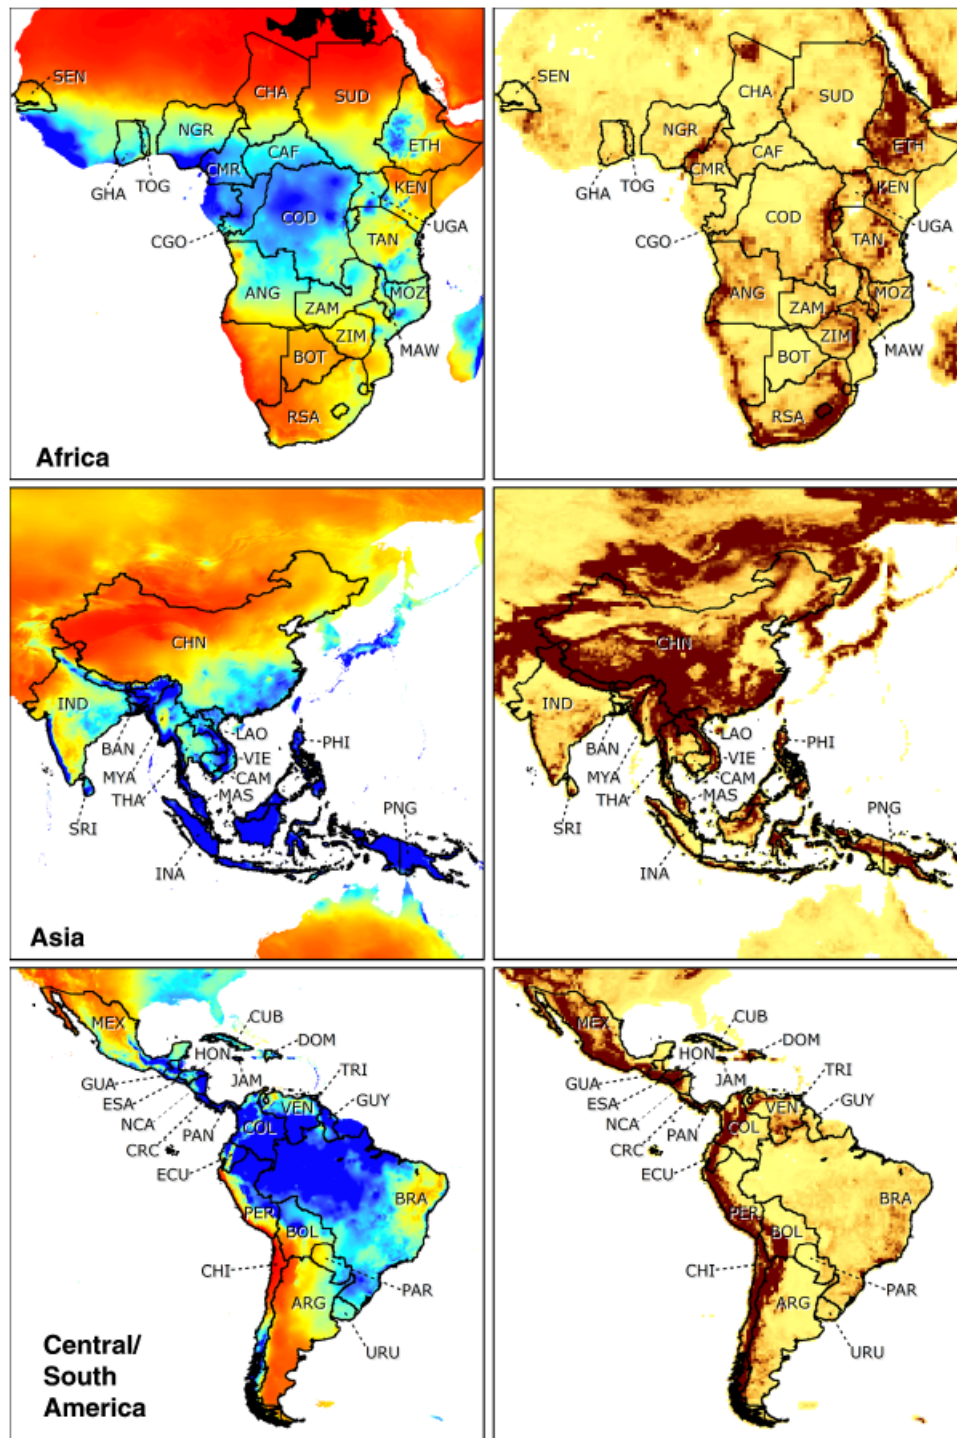 SEN
CHA
SUD
NGR
ETH
CAF
CMR
GHA
TOG
KEN
COD
UGA
CGO
TAN
ANG
MOZ
ZAM
ZIM
MAW
BOT
RSA
Africa
SEN
CHA
SUD
NGR
ETH
CAF
CMR
GHA
TOG
KEN
COD
UGA
CGO
TAN
ANG
MOZ
ZAM
ZIM
MAW
BOT
RSA
CHN
IND
LAO
PHI
BAN
VIE
MYA
CAM
THA
MAS
PNG
SRI
INA
Asia
CHN
IND
LAO
PHI
BAN
VIE
MYA
CAM
THA
MAS
PNG
SRI
INA
MEX
CUB
DOM
HON
TRI
GUA
JAM
ESA
VEN
GUY
NCA
COL
PAN
CRC
ECU
BRA
PER
BOL
CHI
PAR
ARG
URU
Central/
South
America
MEX
CUB
DOM
HON
TRI
GUA
JAM
ESA
VEN
GUY
NCA
COL
PAN
CRC
ECU
BRA
PER
BOL
CHI
PAR
ARG
URU